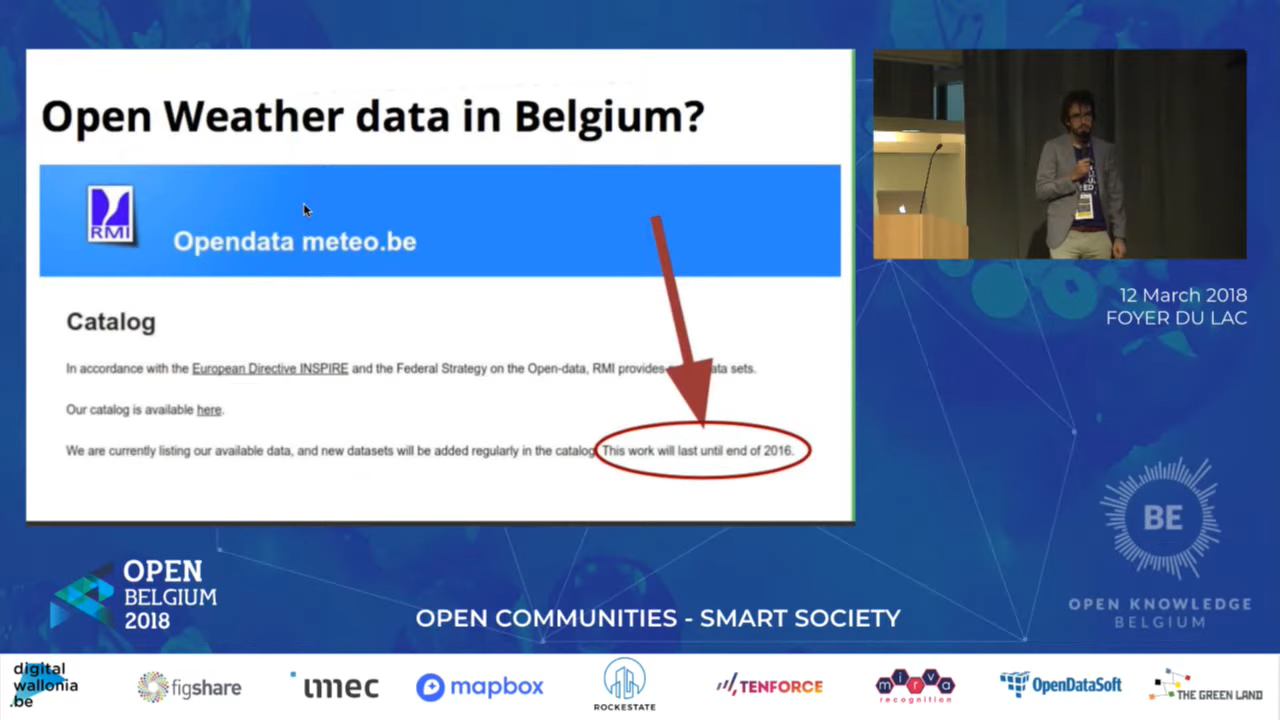 Open Weather data in Belgium?
RMI
Opendata meteo.be
Catalog
In accordance with the European Directive INSPIRE and the Federal Strategy on the Open-data, RMI provides ata sets.
Our catalog is available here.
We are currently listing our available data, and new datasets will be added regularly in the catalog This work will last until end of 2016.
12 March 2018
FOYER DU LAC
BE
OPEN KNOWLEDGE
BELGIUM
OPEN
BELGIUM
2018
OPEN COMMUNITIES - SMART SOCIETY
digital
wallonia
.be
figshare
imec
mapbox
ROCKESTATE
TENFORCE
mirva
recognition
OpenDataSoft
THE GREEN LAND